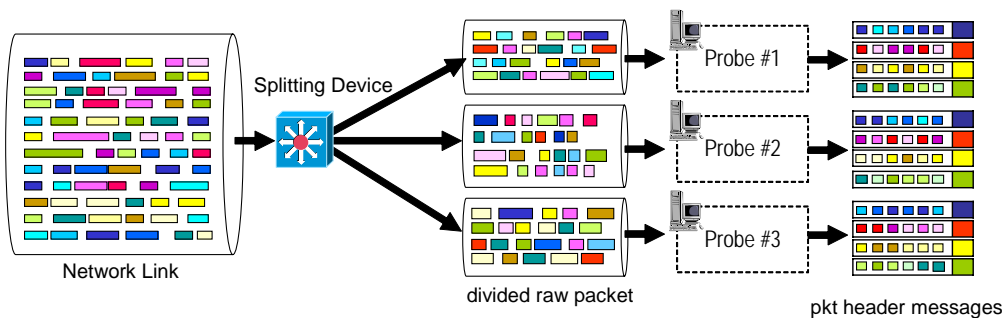 Network Link
Splitting Device
divided raw packet
Probe #1
Probe #2
Probe #3
pkt header messages